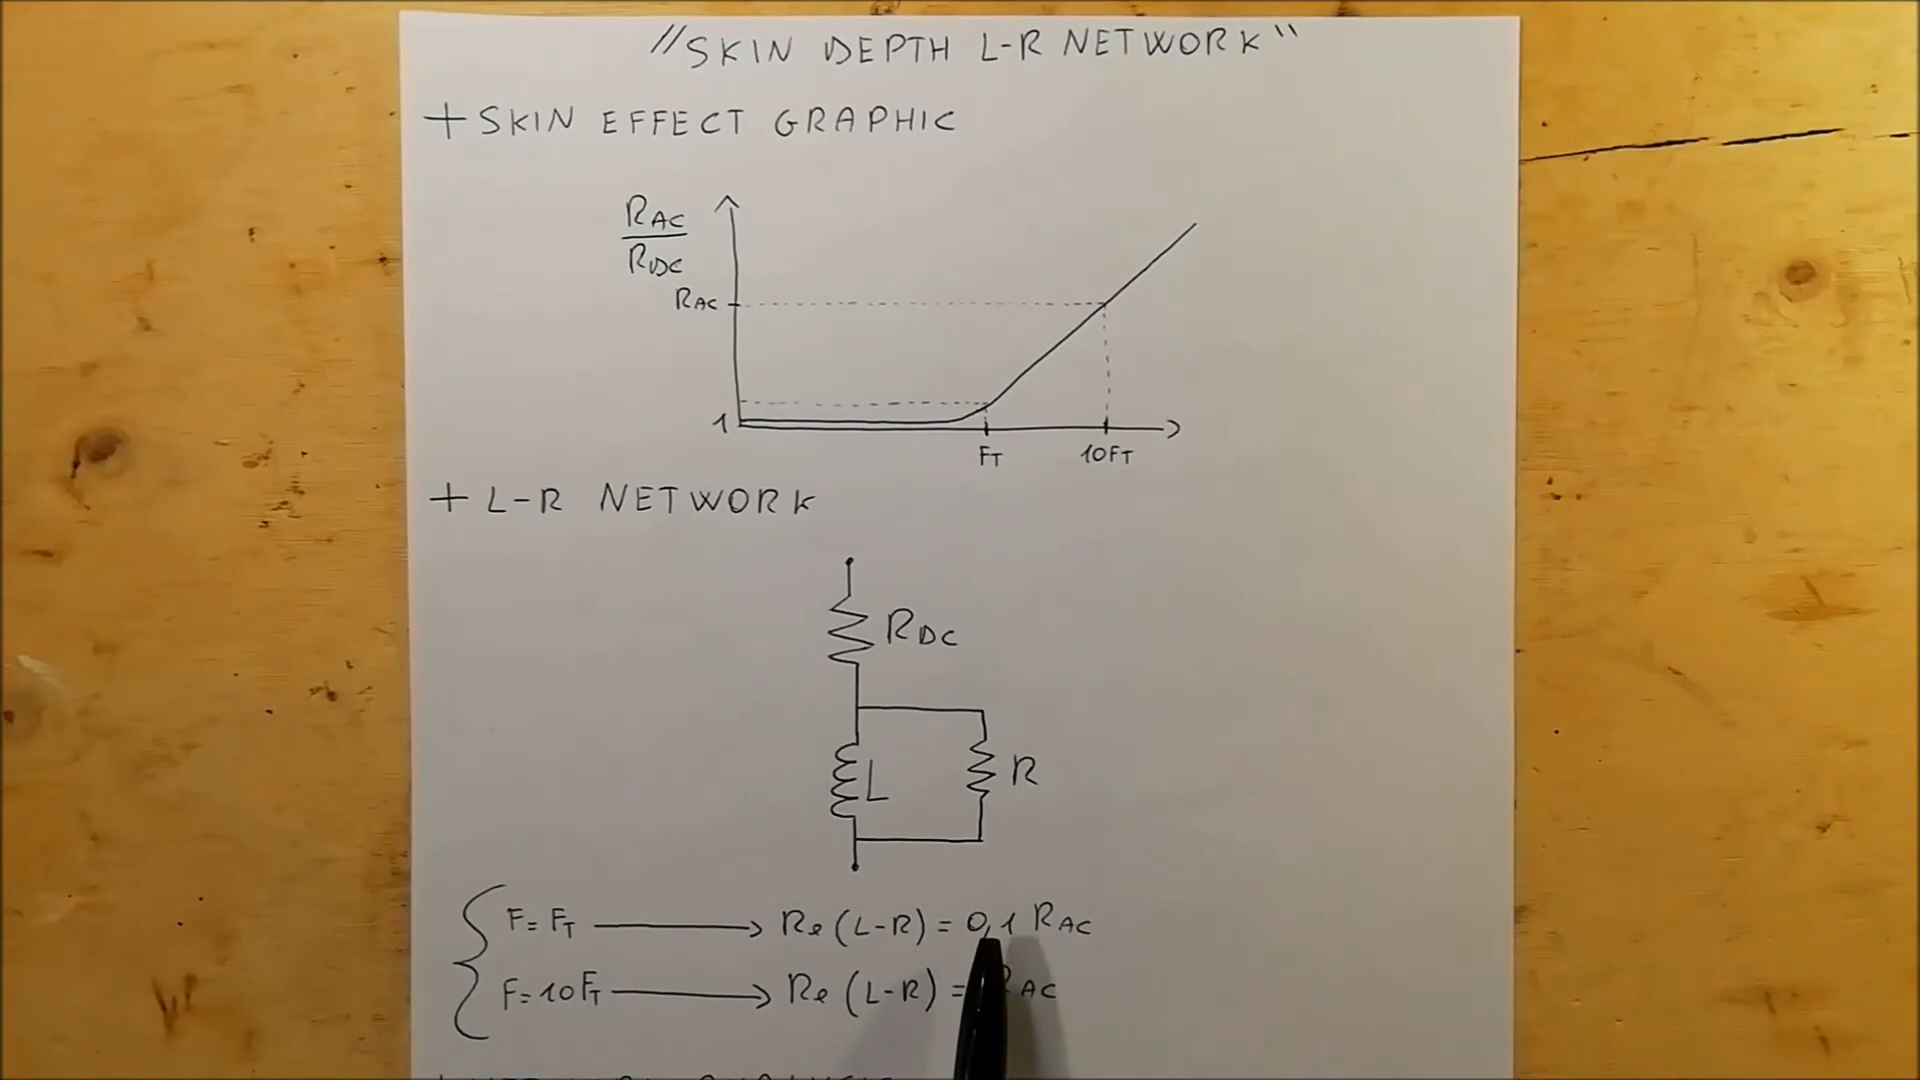 "SKIN DEPTH L-R NETWORK"
+ SKIN EFFECT GRAPHIC
RAC
RDC
RAC
1
FT 10FT
+ L-R NETWORK
RDC
L R
F=FT → Re(L-R) = 0,1 RAC
F=10FT → Re (L-R) = RAC